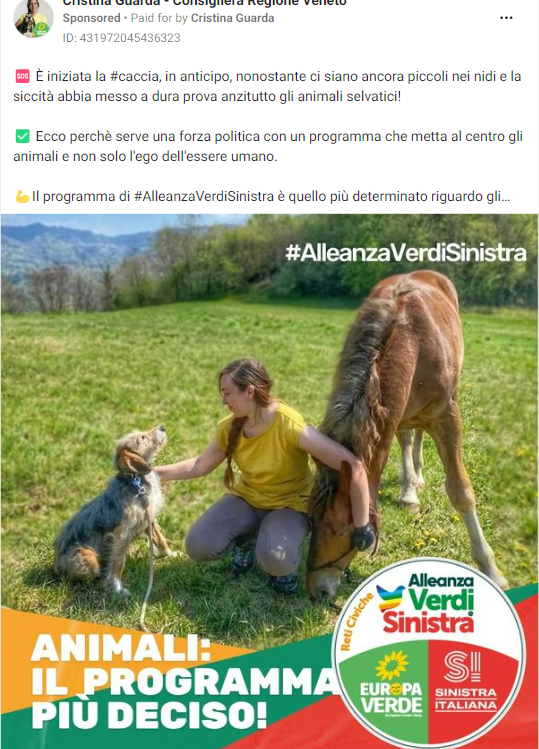 Cristina Guarda - Consigliera Regione Veneto
Sponsored • Paid for by Cristina Guarda
ID: 431972045436323
🆘 È iniziata la #caccia, in anticipo, nonostante ci siano ancora piccoli nei nidi e la
siccità abbia messo a dura prova anzitutto gli animali selvatici!
✅ Ecco perchè serve una forza politica con un programma che metta al centro gli
animali e non solo l'ego dell'essere umano.
💪Il programma di #AlleanzaVerdiSinistra è quello più determinato riguardo gli...
#AlleanzaVerdiSinistra
ANIMALI:
IL PROGRAMMA
PIÙ DECISO!
Reti Civiche
Alleanza
Verdi
Sinistra
EUROPA
VERDE
European Green Party
SI
SINISTRA
ITALIANA